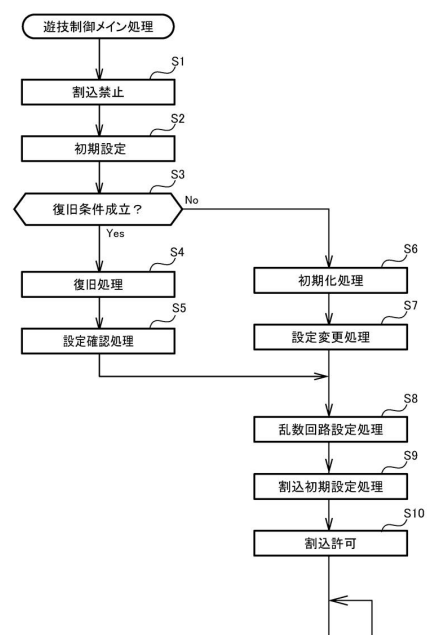 遊技制御メイン処理
S1
割込禁止
S2
初期設定
S3
復旧条件成立?
No
Yes
S4
復旧処理
S5
設定確認処理
S6
初期化処理
S7
設定変更処理
S8
乱数回路設定処理
S9
割込初期設定処理
S10
割込許可